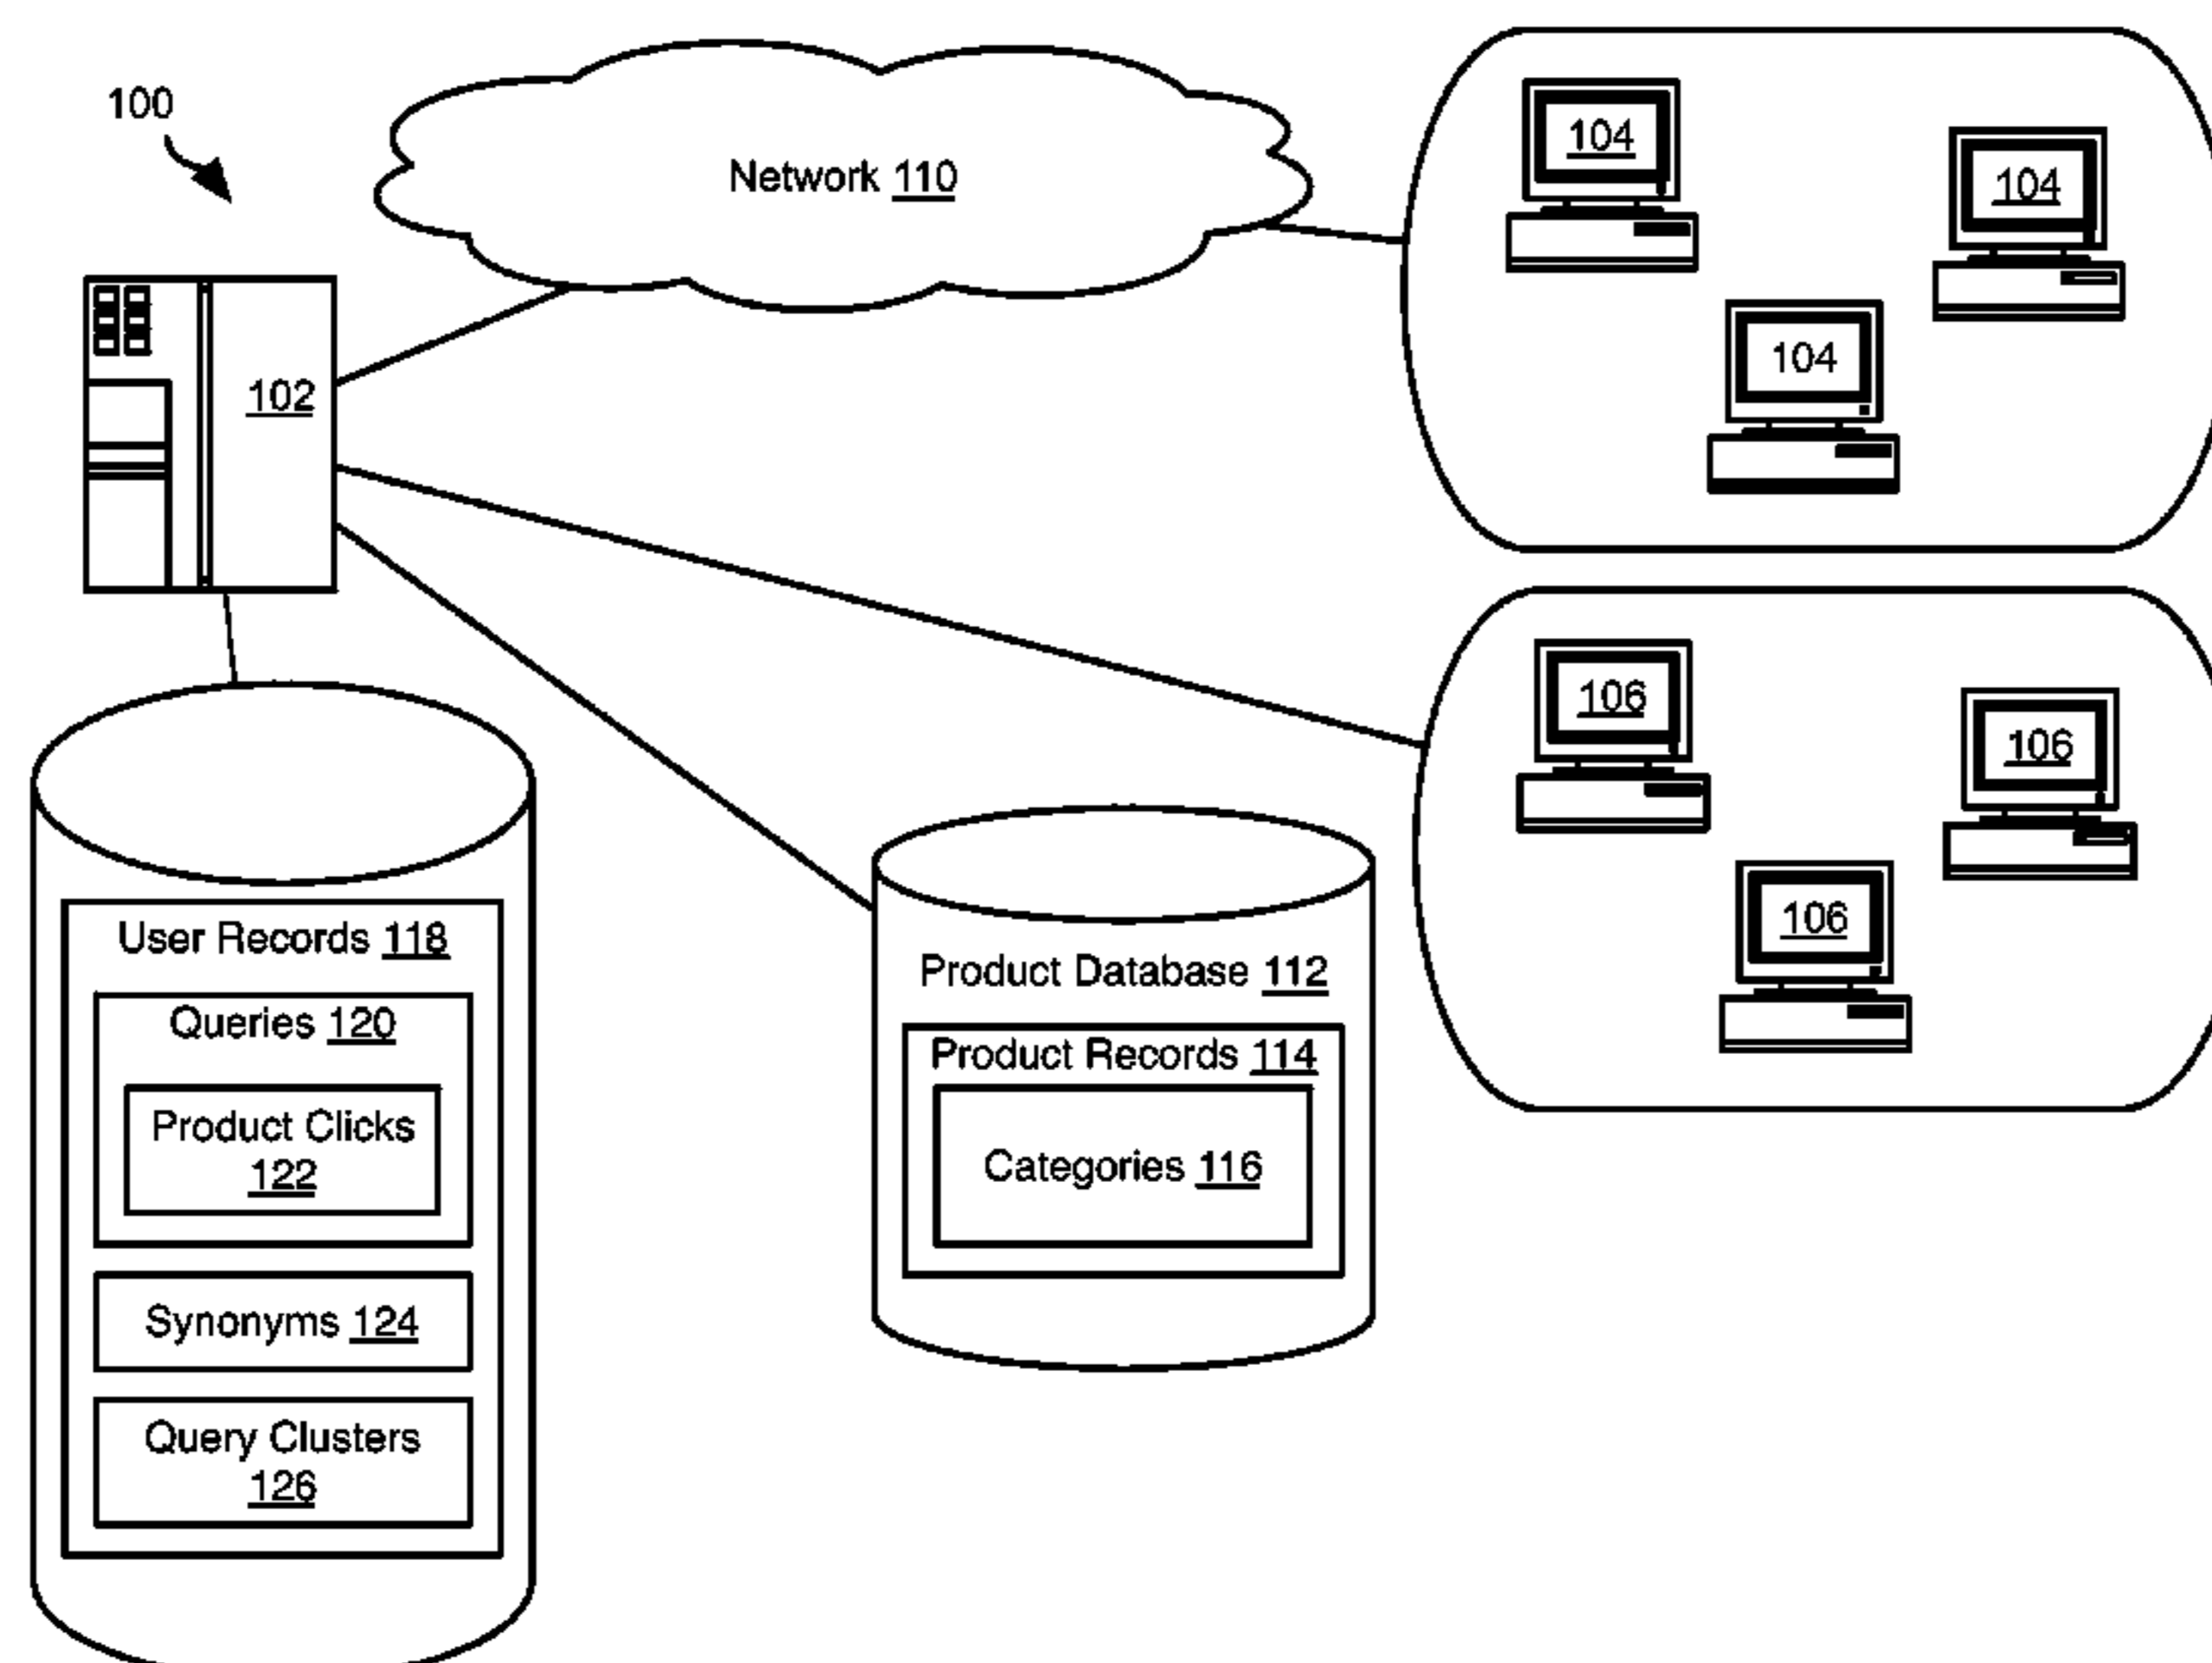 100
Network 110
104
104
104
102
106
106
106
User Records 118
Queries 120
Product Clicks
122
Synonyms 124
Query Clusters
126
Product Database 112
Product Records 114
Categories 116